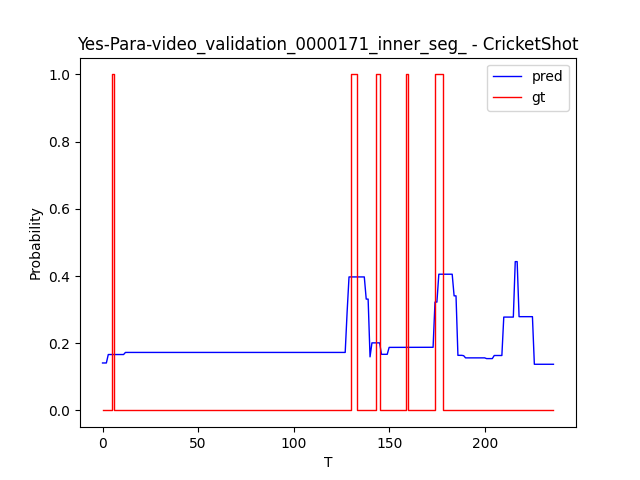 Yes-Para-video_validation_0000171_inner_seg_ - CricketShot
pred
gt
1.0
0.8
0.6
0.4
0.2
0.0
Probability
0
50
100
150
200
T